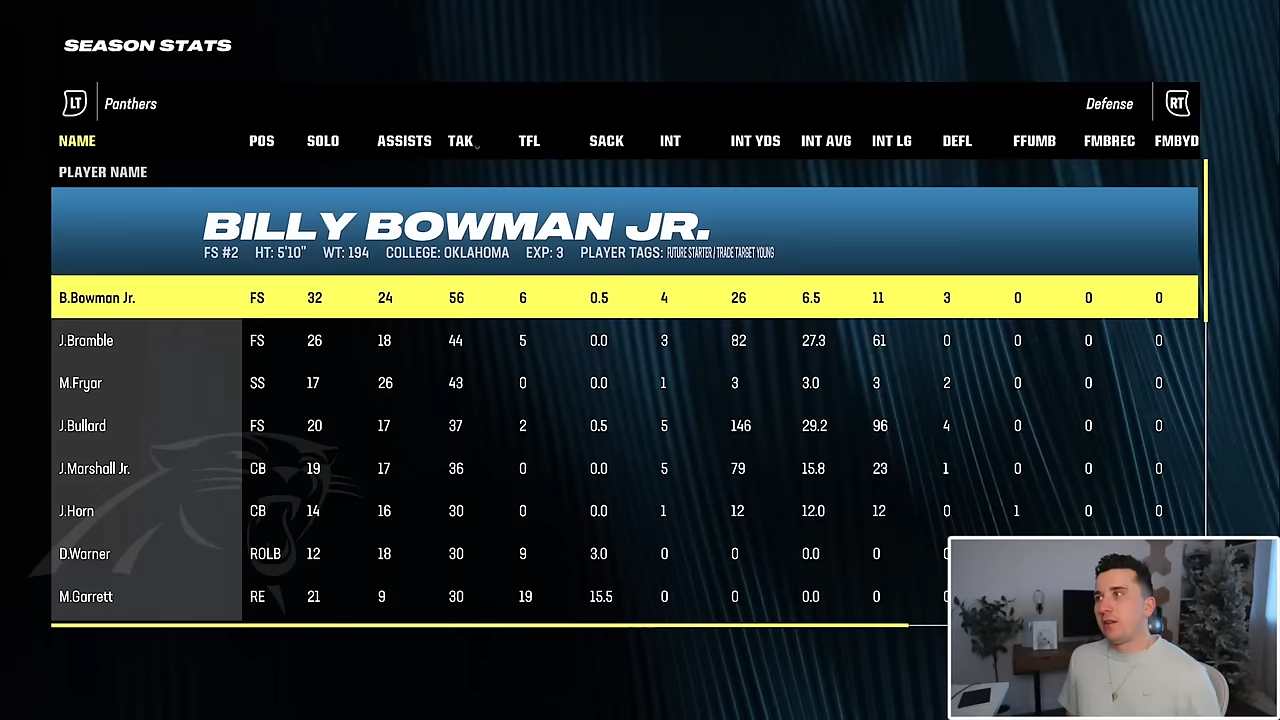 SEASON STATS
LT Panthers Defense RT
NAME POS SOLO ASSISTS TAK TFL SACK INT INT YDS INT AVG INT LG DEFL FFUMB FMBREC FMBYD
PLAYER NAME
BILLY BOWMAN JR.
FS #2 HT: 5'10" WT: 194 COLLEGE: OKLAHOMA EXP: 3 PLAYER TAGS: FUTURE STARTER / TRADE TARGET YOUNG
B.Bowman Jr. FS 32 24 56 6 0.5 4 26 6.5 11 3 0 0 0
J.Bramble FS 26 18 44 5 0.0 3 82 27.3 61 0 0 0 0
M.Fryar SS 17 26 43 0 0.0 1 3 3.0 3 2 0 0 0
J.Bullard FS 20 17 37 2 0.5 5 146 29.2 96 4 0 0 0
J.Marshall Jr. CB 19 17 36 0 0.0 5 79 15.8 23 1 0 0 0
J.Horn CB 14 16 30 0 0.0 1 12 12.0 12 0 1 0 0
D.Warner ROLB 12 18 30 9 3.0 0 0 0.0 0
M.Garrett RE 21 9 30 19 15.5 0 0 0.0 0